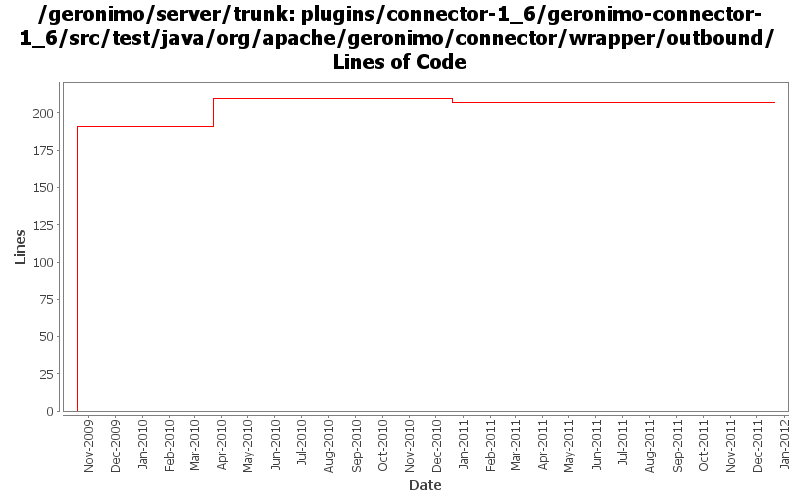 /geronimo/server/trunk: plugins/connector-1_6/geronimo-connector-
1_6/src/test/java/org/apache/geronimo/connector/wrapper/outbound/
Lines of Code
200
175
150
125
100
75
50
25
0
Lines
Nov-2009
Dec-2009
Jan-2010
Feb-2010
Mar-2010
Apr-2010
May-2010
Jun-2010
Jul-2010
Aug-2010
Sep-2010
Oct-2010
Nov-2010
Dec-2010
Jan-2011
Feb-2011
Mar-2011
Apr-2011
May-2011
Jun-2011
Jul-2011
Aug-2011
Sep-2011
Oct-2011
Nov-2011
Dec-2011
Jan-2012
Date